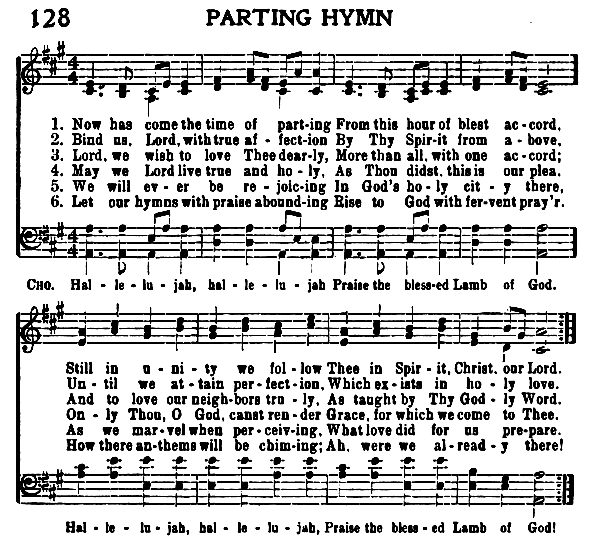 128 PARTING HYMN
1. Now has come the time of part-ing From this hour of blest ac-cord,
2. Bind us, Lord, with true af-fection By Thy Spir-it from a-bove,
3. Lord, we wish to love Thee dear-ly, More than all, with one ac-cord;
4. May we Lord live true and ho-ly, As Thou didst, this is our plea.
5. We will ev-er be re-joic-ing In God's ho-ly cit-y there,
6. Let our hymns with praise abound-ing Rise to God with fer-vent pray'r.
CHO. Hal-le-lu-jah, hal-le-lu-jah Praise the bless-ed Lamb of God.
Still in u-ni-ty we fol-low Thee in Spir-it, Christ, our Lord.
Un-til we at-tain per-fect-ion, Which ex-ists in ho-ly love.
And to love our neigh-bors tru-ly, As taught by Thy God-ly Word.
On-ly Thou, O God, canst ren-der Grace, for which we come to Thee.
As we mar-vel when per-ceiv-ing, What love did for us pre-pare.
How there an-thems will be chim-ing; Ah, were we al-read-y there!
Hal-le-lu-jah, hal-le-lu-jah, Praise the bless-ed Lamb of God!